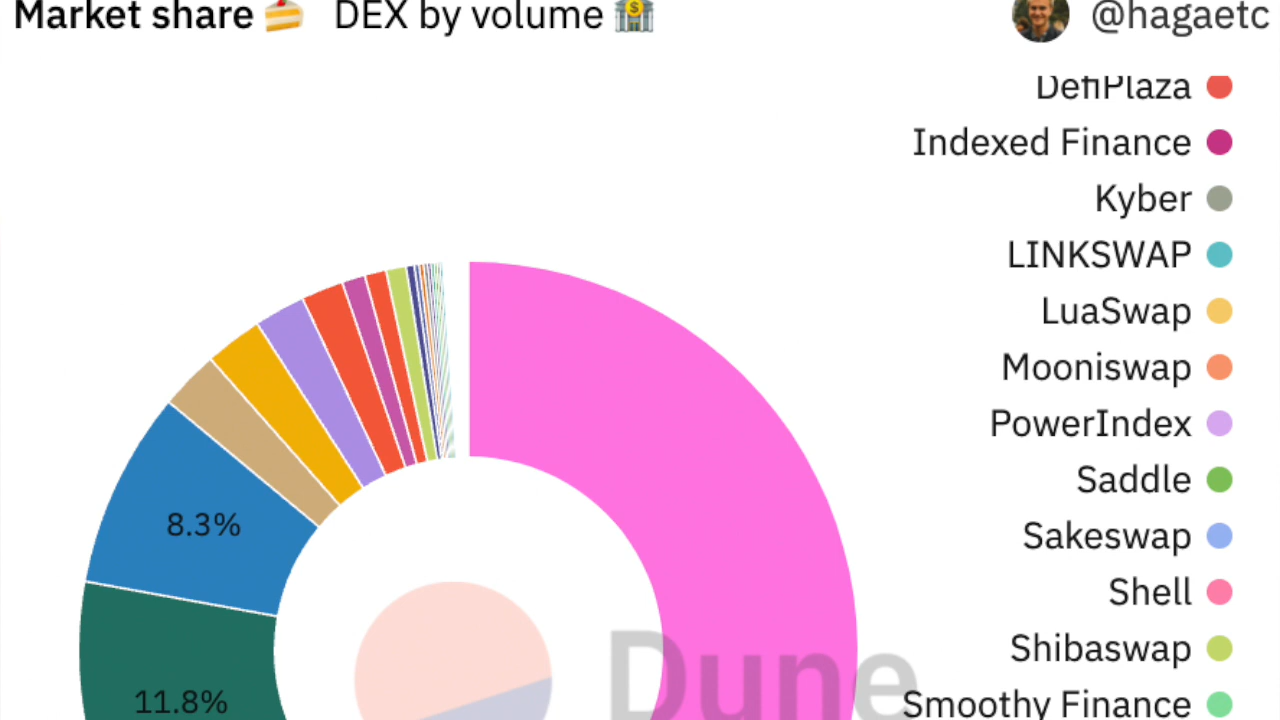 Market share 🍰 DEX by volume 🏦 @hagaetc
DefiPlaza
Indexed Finance
Kyber
LINKSWAP
LuaSwap
Mooniswap
PowerIndex
Saddle
8.3%
Sakeswap
Shell
Shibaswap
Dune
11.8%
Smoothy Finance